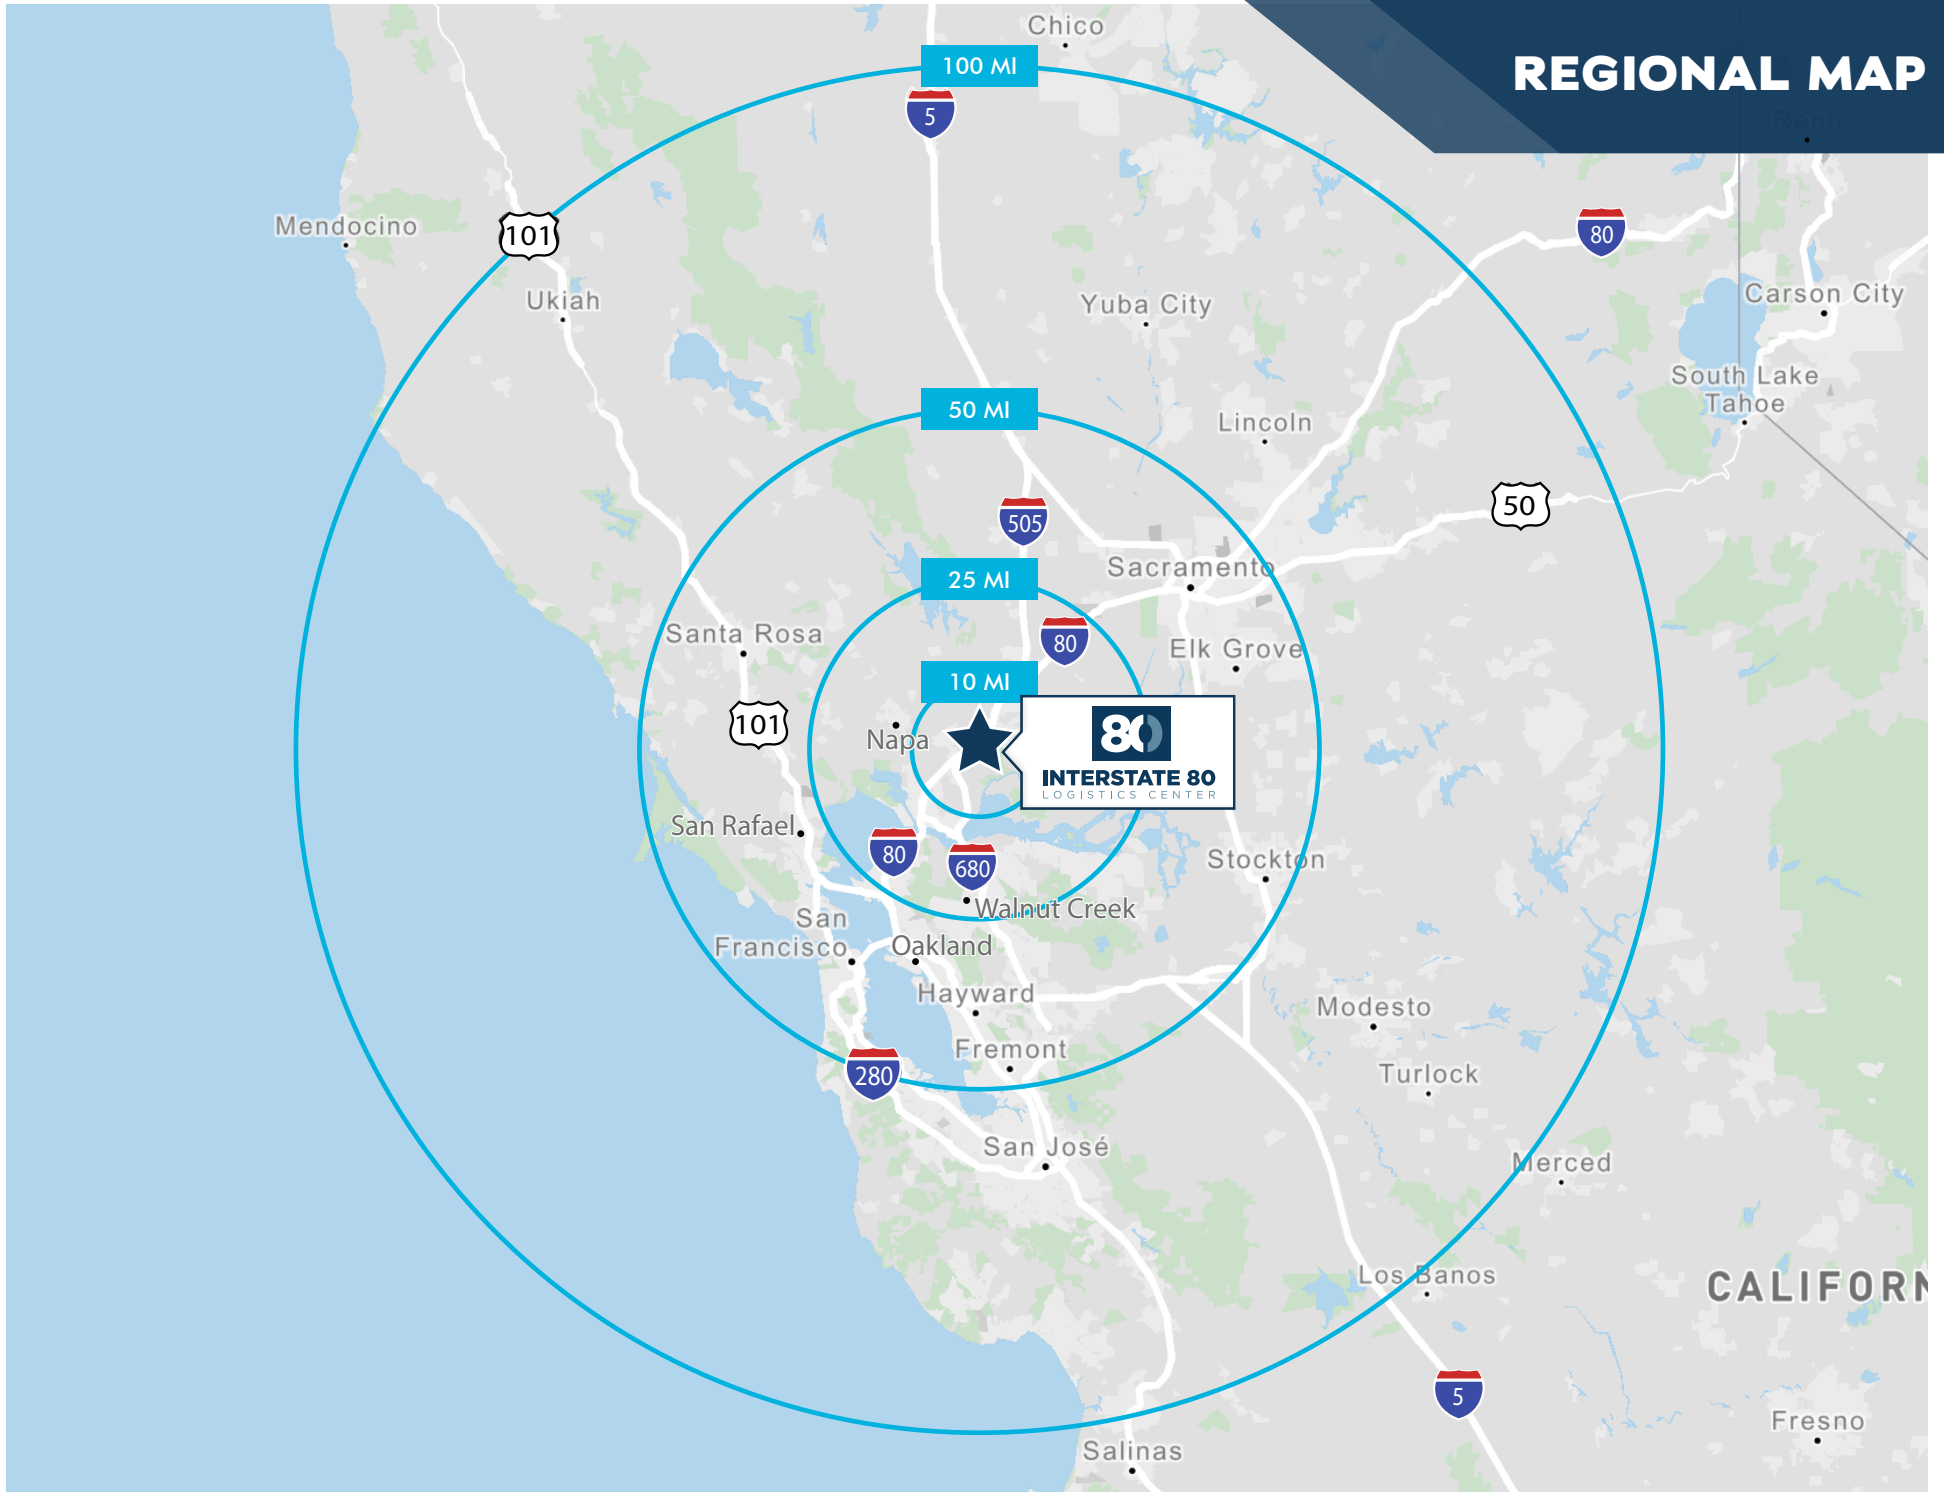 REGIONAL MAP
Chico
100 MI
5
Reno
Mendocino
101
80
Ukiah
Yuba City
Carson City
South Lake
Tahoe
50 MI
Lincoln
505
50
Sacramento
25 MI
Santa Rosa
80
Elk Grove
10 MI
101
Napa
80
INTERSTATE 80
LOGISTICS CENTER
San Rafael
80
680
Stockton
Walnut Creek
San
Francisco
Oakland
Hayward
Modesto
Fremont
280
Turlock
San José
Merced
Los Banos
CALIFORN
5
Fresno
Salinas